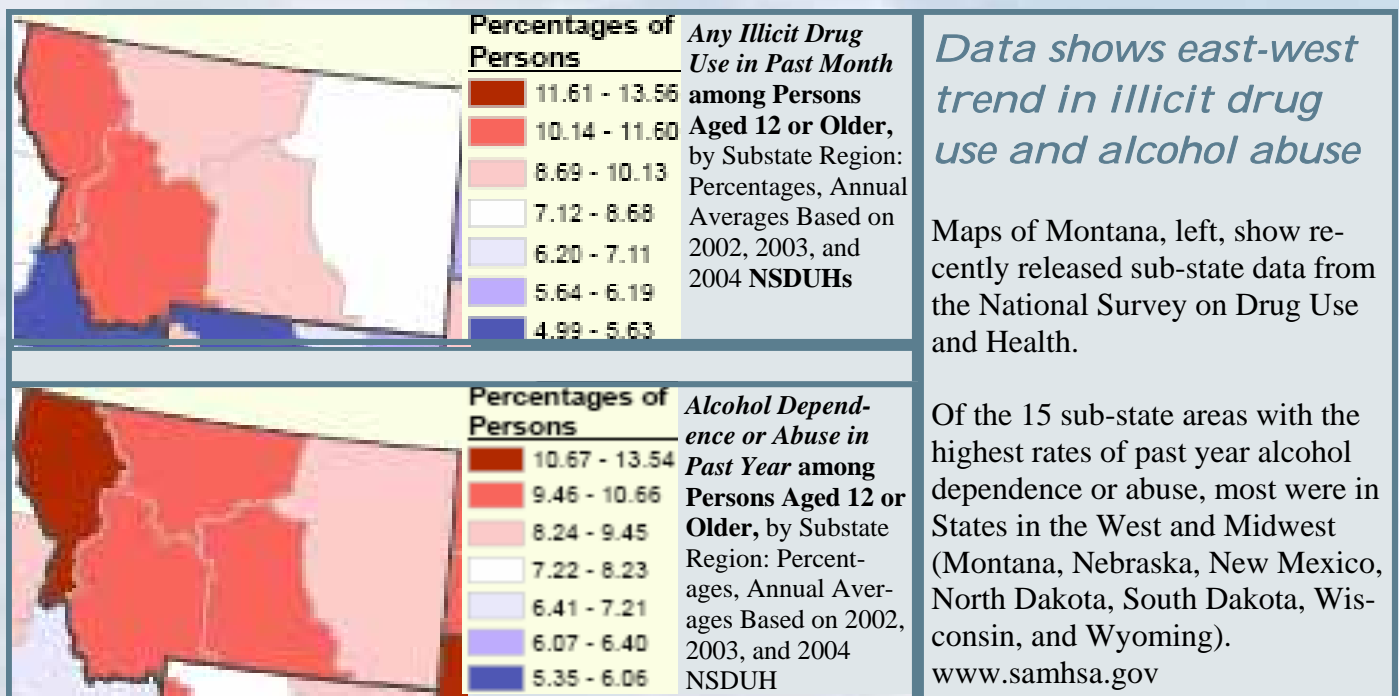 Percentages of
Persons
11.61 - 13.56
10.14 - 11.60
8.69 - 10.13
7.12 - 8.68
6.20 - 7.11
5.64 - 6.19
4.99 - 5.63
Any Illicit Drug
Use in Past Month
among Persons
Aged 12 or Older,
by Substate Region:
Percentages, Annual
Averages Based on
2002, 2003, and
2004 NSDUHs
Percentages of
Persons
10.67 - 13.54
9.46 - 10.66
8.24 - 9.45
7.22 - 8.23
6.41 - 7.21
6.07 - 6.40
5.35 - 6.06
Alcohol Depend-
ence or Abuse in
Past Year among
Persons Aged 12 or
Older, by Substate
Region: Percent-
ages, Annual Aver-
ages Based on 2002,
2003, and 2004
NSDUH
Data shows east-west
trend in illicit drug
use and alcohol abuse
Maps of Montana, left, show re-
cently released sub-state data from
the National Survey on Drug Use
and Health.
Of the 15 sub-state areas with the
highest rates of past year alcohol
dependence or abuse, most were in
States in the West and Midwest
(Montana, Nebraska, New Mexico,
North Dakota, South Dakota, Wis-
consin, and Wyoming).
www.samhsa.gov